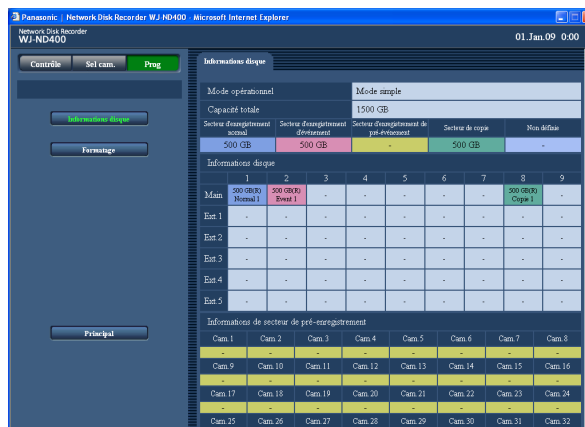 Panasonic | Network Disk Recorder WJ-ND400 - Microsoft Internet Explorer
Network Disk Recorder
WJ-ND400
01.Jan.09 0:00
Contrôle Sel cam. Prog
Informations disque
Formatage
Principal
Informations disque
Mode opérationnel Mode simple
Capacité totale 1500 GB
Secteur d'enregistrement normal Secteur d'enregistrement d'événement Secteur d'enregistrement de pré-événement Secteur de copie Non définie
500 GB 500 GB - 500 GB -
Informations disque
1 2 3 4 5 6 7 8 9
Main 500 GB(R) Normal 1 500 GB(R) Event 1 - - - - - 500 GB(R) Copie 1 -
Ext.1 - - - - - - - - -
Ext.2 - - - - - - - - -
Ext.3 - - - - - - - - -
Ext.4 - - - - - - - - -
Ext.5 - - - - - - - - -
Informations de secteur de pré-enregistrement
Cam.1 Cam.2 Cam.3 Cam.4 Cam.5 Cam.6 Cam.7 Cam.8
- - - - - - - -
Cam.9 Cam.10 Cam.11 Cam.12 Cam.13 Cam.14 Cam.15 Cam.16
- - - - - - - -
Cam.17 Cam.18 Cam.19 Cam.20 Cam.21 Cam.22 Cam.23 Cam.24
- - - - - - - -
Cam.25 Cam.26 Cam.27 Cam.28 Cam.29 Cam.30 Cam.31 Cam.32